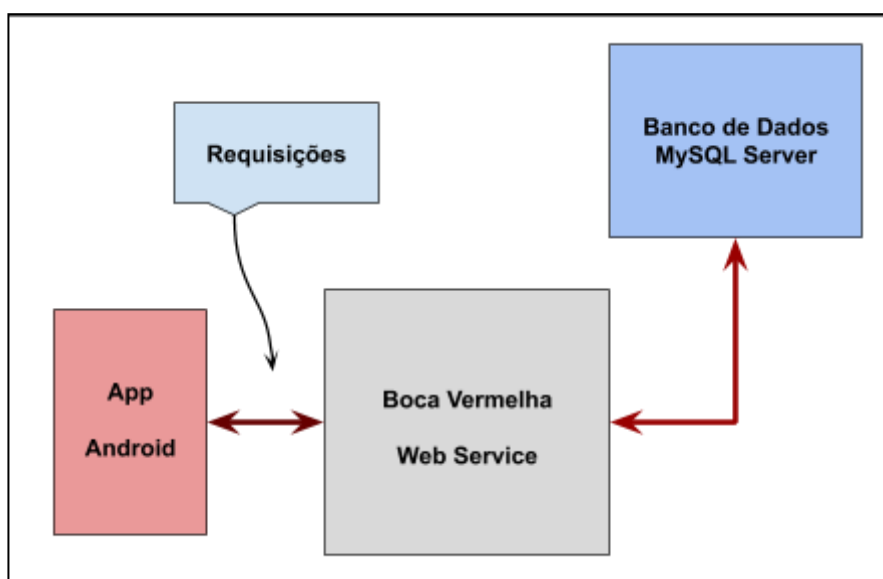 Banco de Dados
MySQL Server
Requisições
App
Android
Boca Vermelha
Web Service